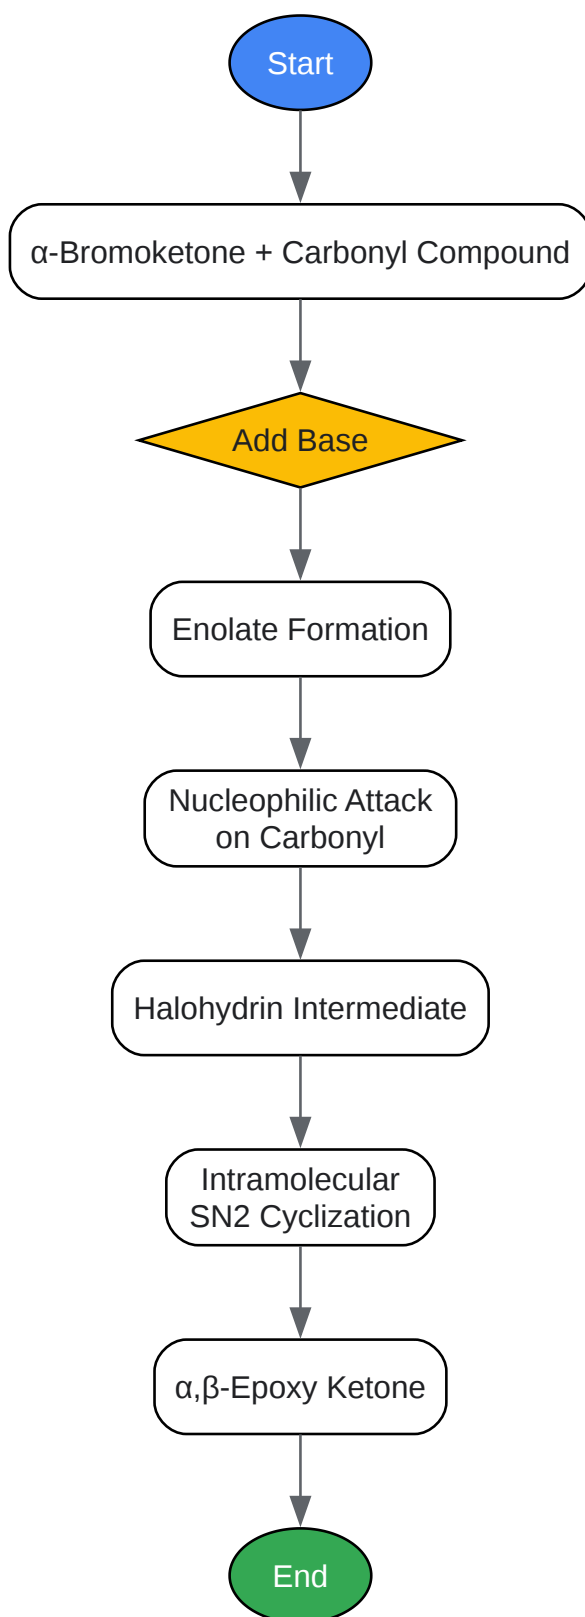 Start
α-Bromoketone + Carbonyl Compound
Add Base
Enolate Formation
Nucleophilic Attack
on Carbonyl
Halohydrin Intermediate
Intramolecular
SN2 Cyclization
α,β-Epoxy Ketone
End